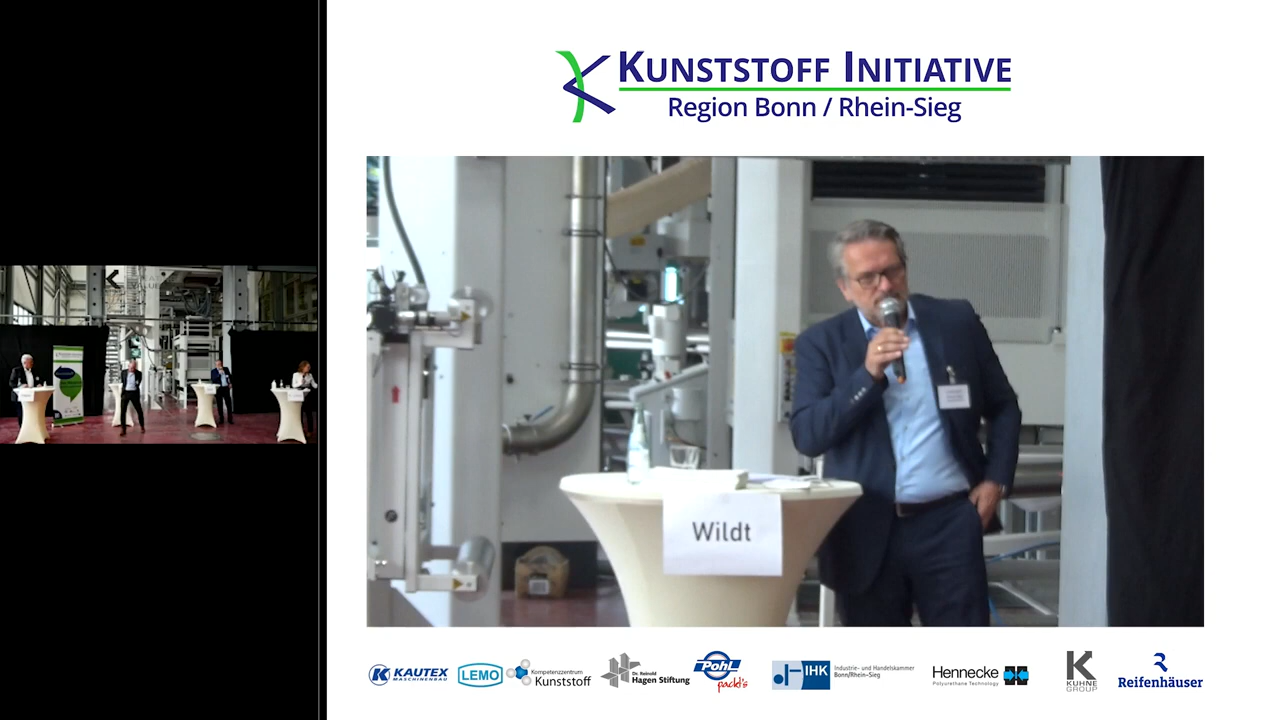 KUNSTSTOFF INITIATIVE
Region Bonn / Rhein-Sieg
Wildt
KAUTEX
MASCHINENBAU
LEMO
Kompetenzzentrum
Kunststoff
Dr. Reinold
Hagen Stiftung
Pohl
packt's
IHK
Industrie- und Handelskammer
Bonn/Rhein-Sieg
Hennecke
Polyurethane Technology
KUHNE
GROUP
Reifenhäuser